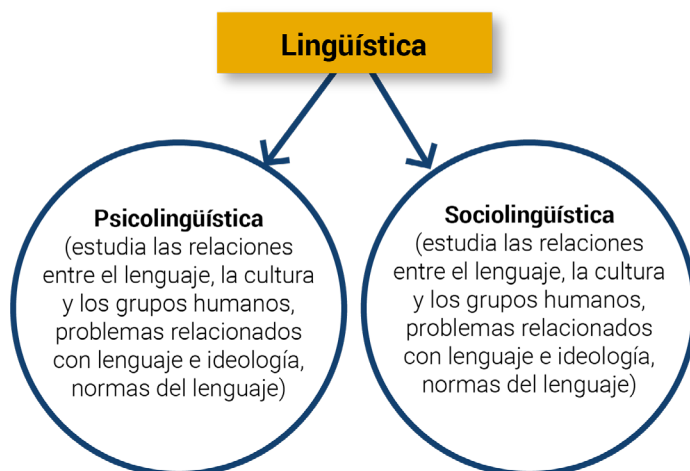 Lingüística
Psicolingüística
(estudia las relaciones
entre el lenguaje, la cultura
y los grupos humanos,
problemas relacionados
con lenguaje e ideología,
normas del lenguaje)
Sociolingüística
(estudia las relaciones
entre el lenguaje, la cultura
y los grupos humanos,
problemas relacionados
con lenguaje e ideología,
normas del lenguaje)